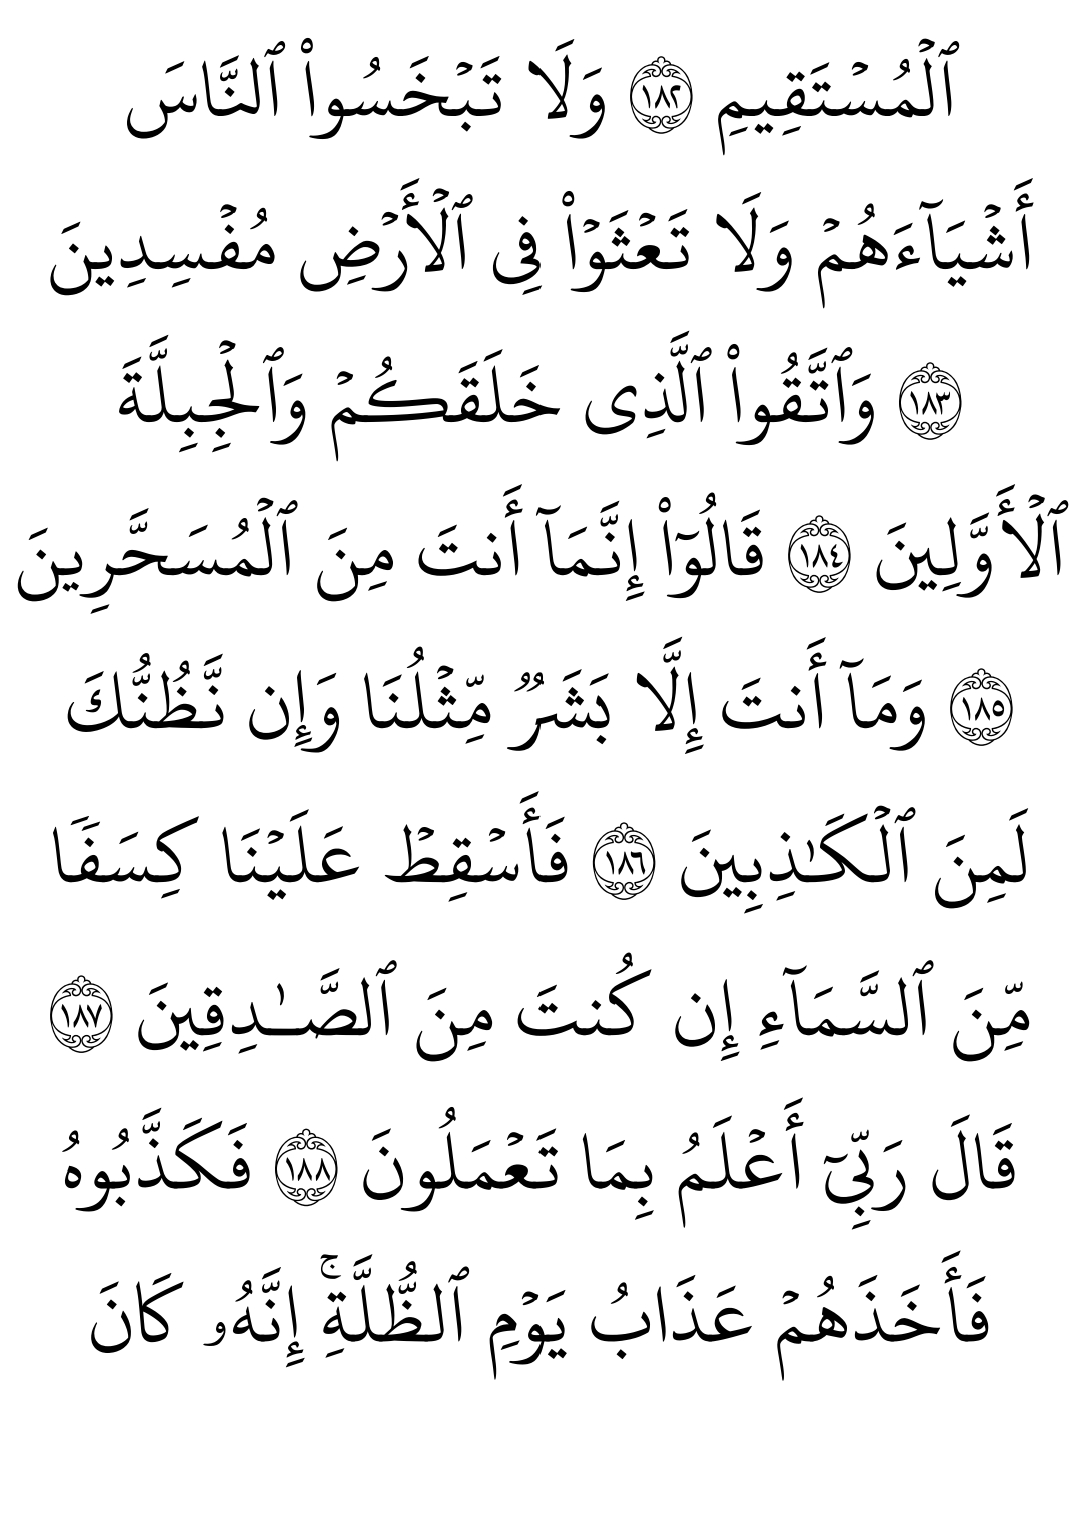 ٱلْمُسْتَقِيمِ ١٨٢ وَلَا تَبْخَسُوا۟ ٱلنَّاسَ
أَشْيَآءَهُمْ وَلَا تَعْثَوْا۟ فِى ٱلْأَرْضِ مُفْسِدِينَ
١٨٣ وَٱتَّقُوا۟ ٱلَّذِى خَلَقَكُمْ وَٱلْجِبِلَّةَ
ٱلْأَوَّلِينَ ١٨٤ قَالُوٓا۟ إِنَّمَآ أَنتَ مِنَ ٱلْمُسَحَّرِينَ
١٨٥ وَمَآ أَنتَ إِلَّا بَشَرٌ مِّثْلُنَا وَإِن نَّظُنُّكَ
لَمِنَ ٱلْكَـٰذِبِينَ ١٨٦ فَأَسْقِطْ عَلَيْنَا كِسَفًا
مِّنَ ٱلسَّمَآءِ إِن كُنتَ مِنَ ٱلصَّـٰدِقِينَ ١٨٧
قَالَ رَبِّىٓ أَعْلَمُ بِمَا تَعْمَلُونَ ١٨٨ فَكَذَّبُوهُ
فَأَخَذَهُمْ عَذَابُ يَوْمِ ٱلظُّلَّةِ ۚ إِنَّهُۥ كَانَ